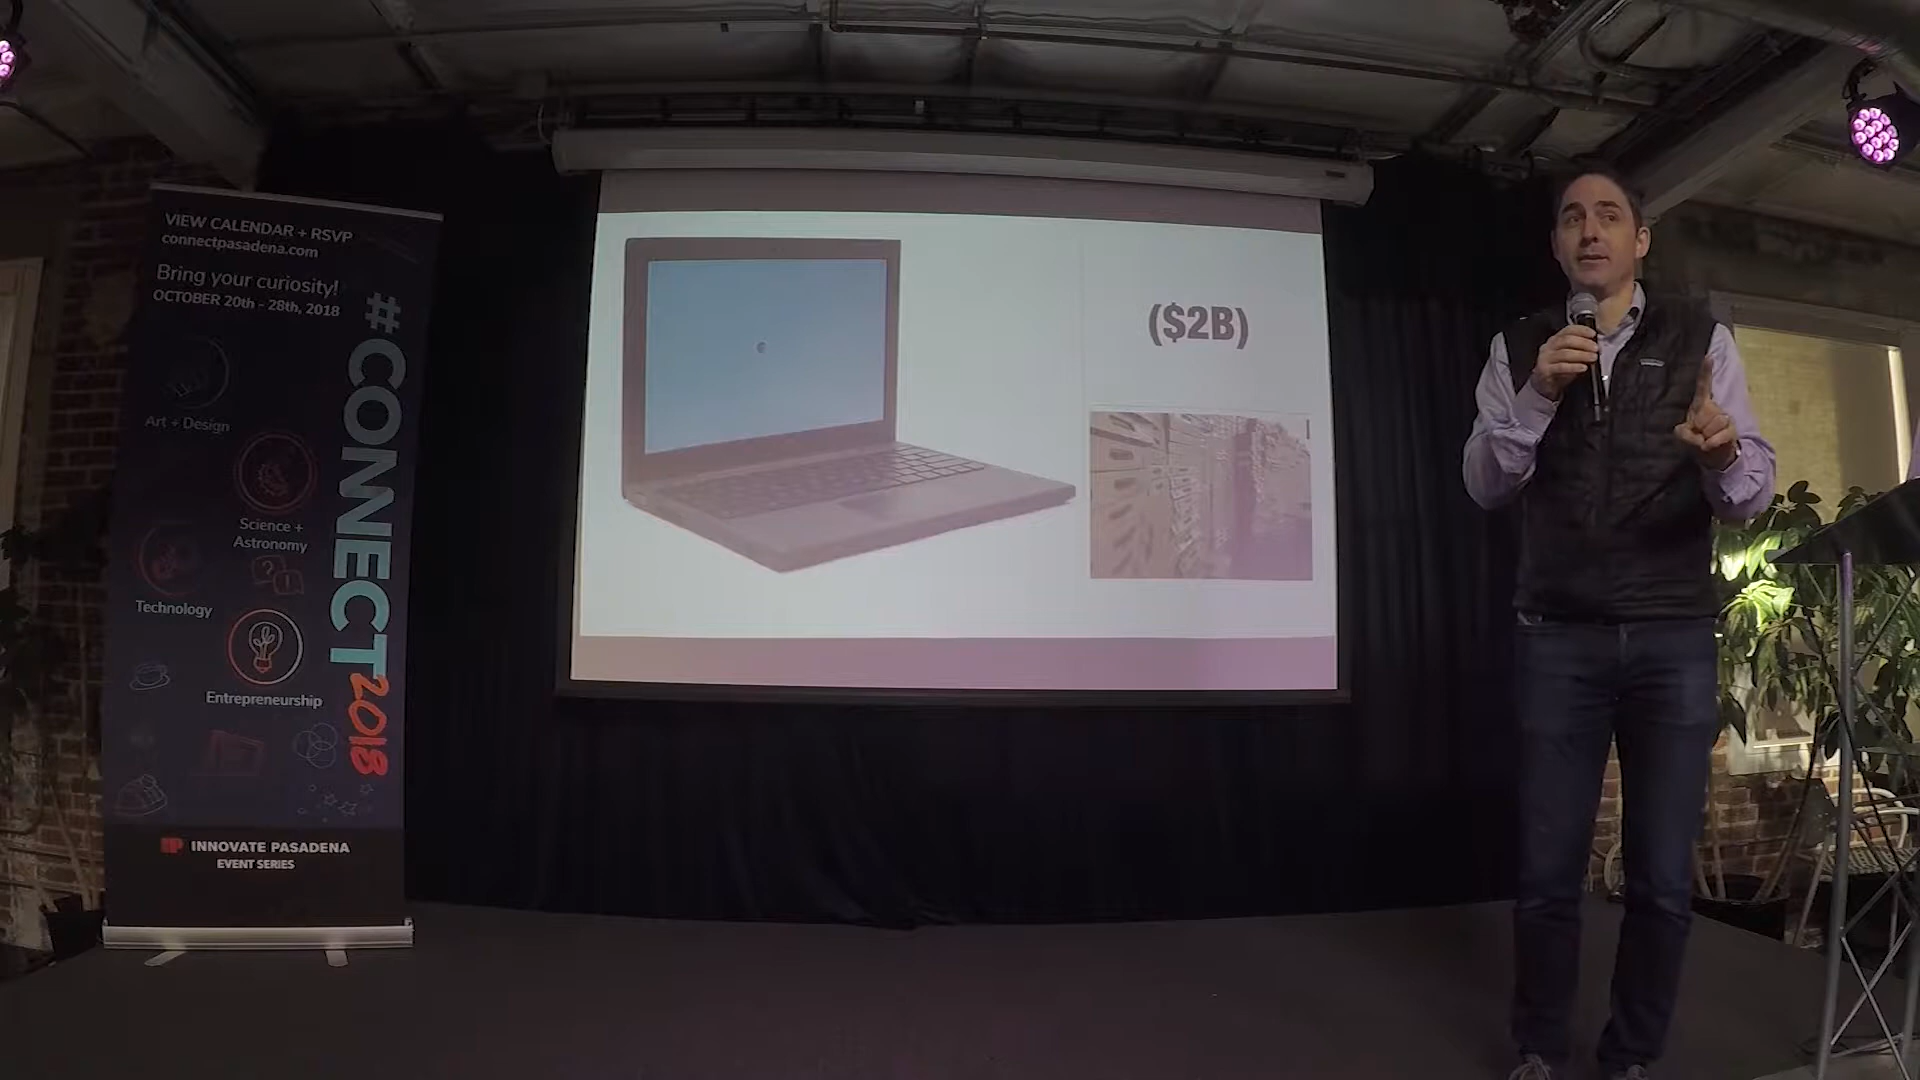 VIEW CALENDAR + RSVP
connectpasadena.com
Bring your curiosity!
OCTOBER 20th - 28th, 2018
#CONNECT2018
Art + Design
Science +
Astronomy
Technology
Entrepreneurship
IP INNOVATE PASADENA
EVENT SERIES
($2B)